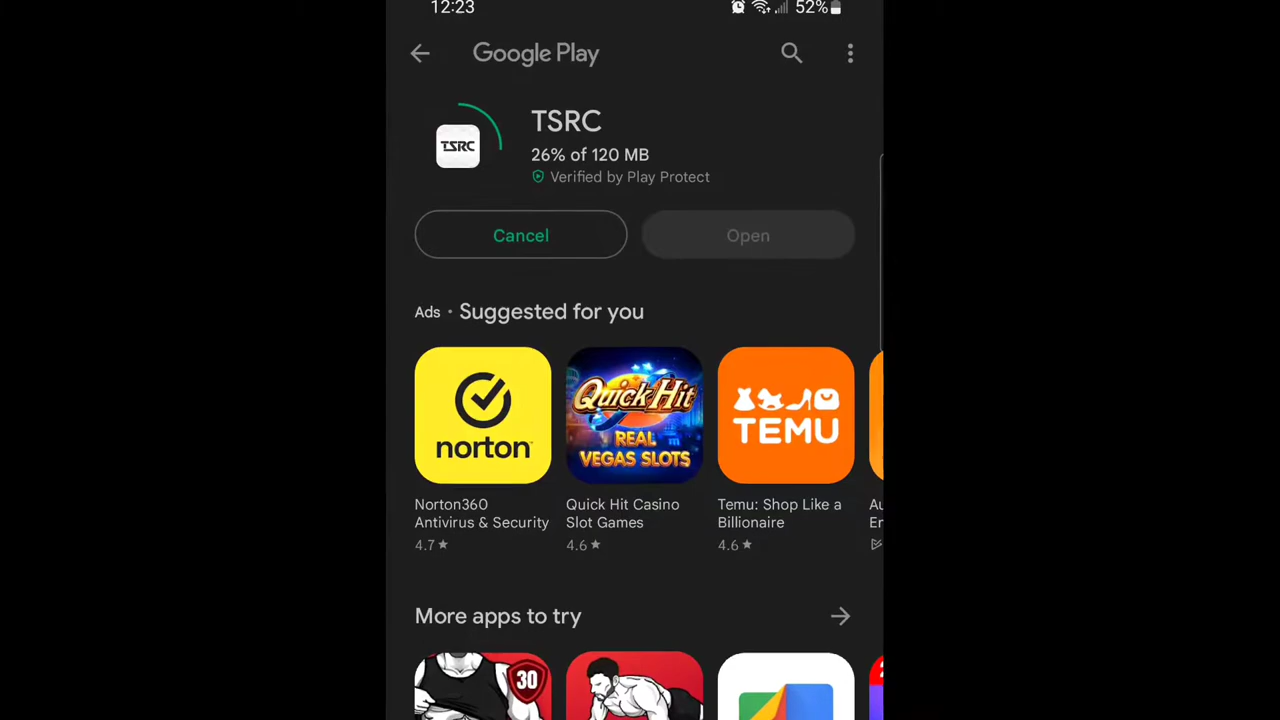 12:23
52%
Google Play
TSRC
TSRC
26% of 120 MB
Verified by Play Protect
Cancel
Open
Ads • Suggested for you
norton
Quick Hit
REAL
VEGAS SLOTS
TEMU
Norton360
Antivirus & Security
4.7★
Quick Hit Casino
Slot Games
4.6★
Temu: Shop Like a
Billionaire
4.6★
Au
Er
More apps to try
30